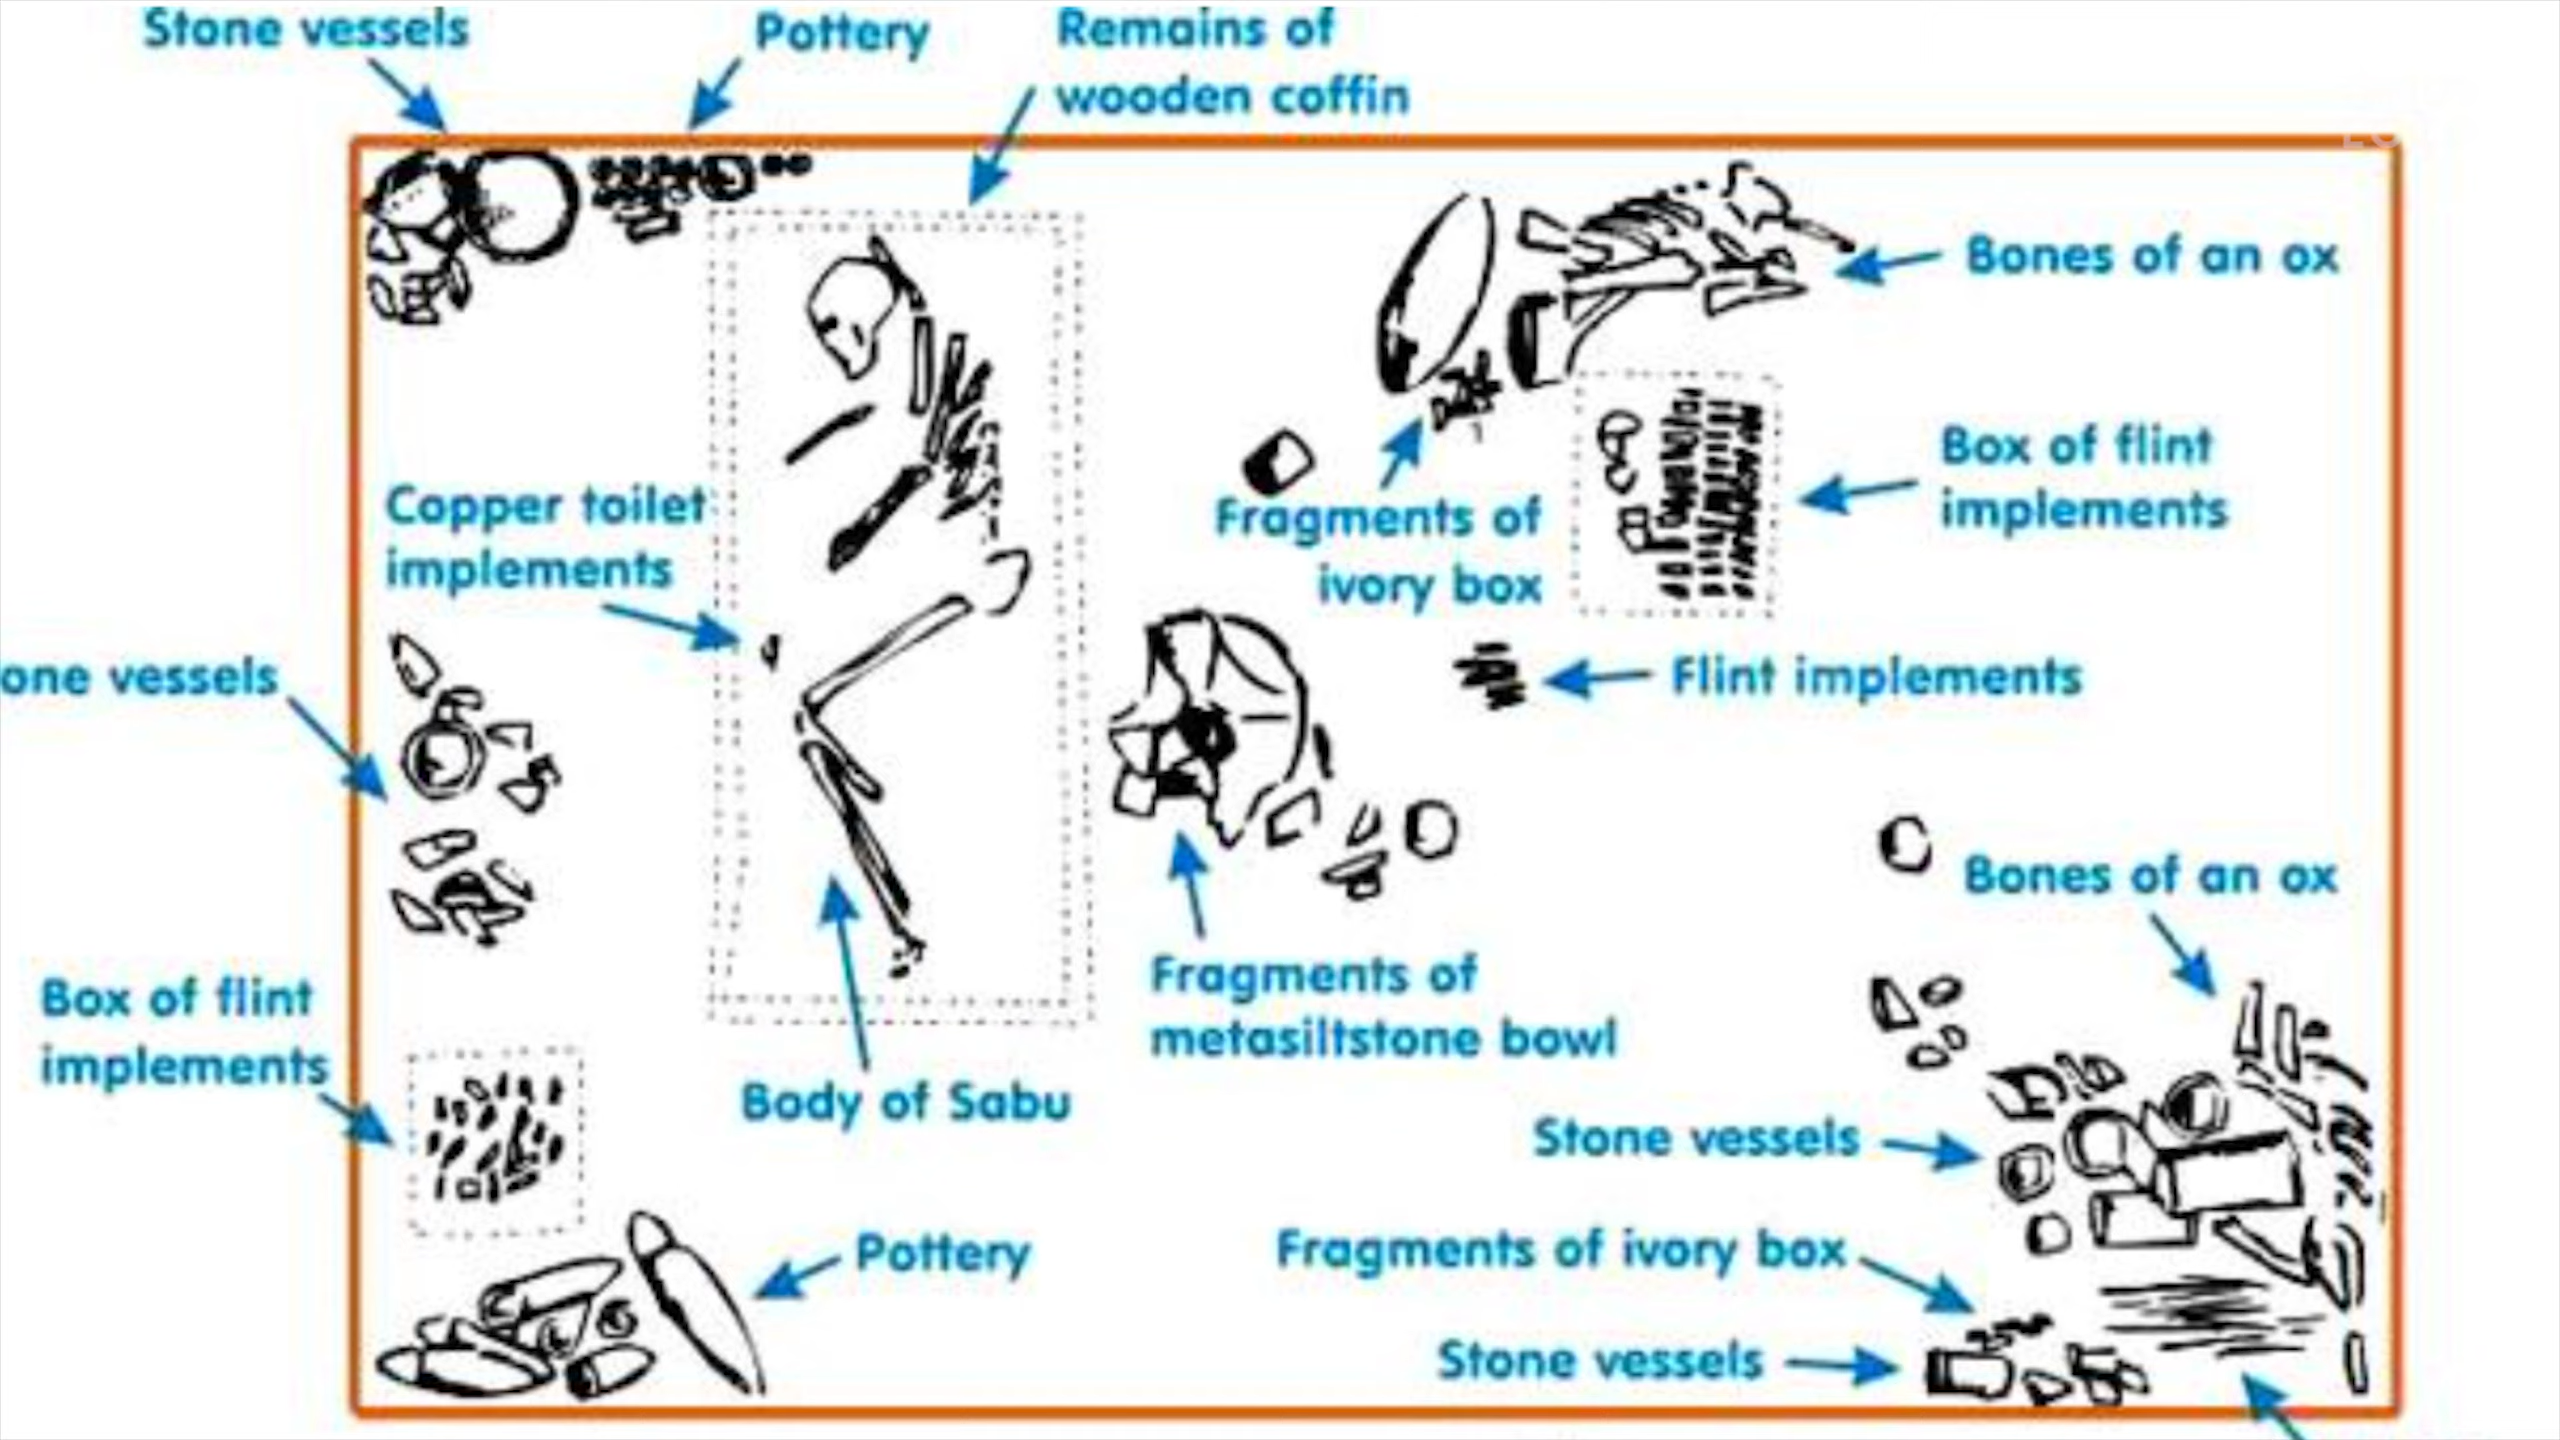 Stone vessels
Pottery
Remains of
wooden coffin
Bones of an ox
Box of flint
implements
Copper toilet
implements
Fragments of
ivory box
one vessels
Flint implements
Bones of an ox
Fragments of
metasiltstone bowl
Box of flint
implements
Body of Sabu
Stone vessels
Pottery
Fragments of ivory box
Stone vessels